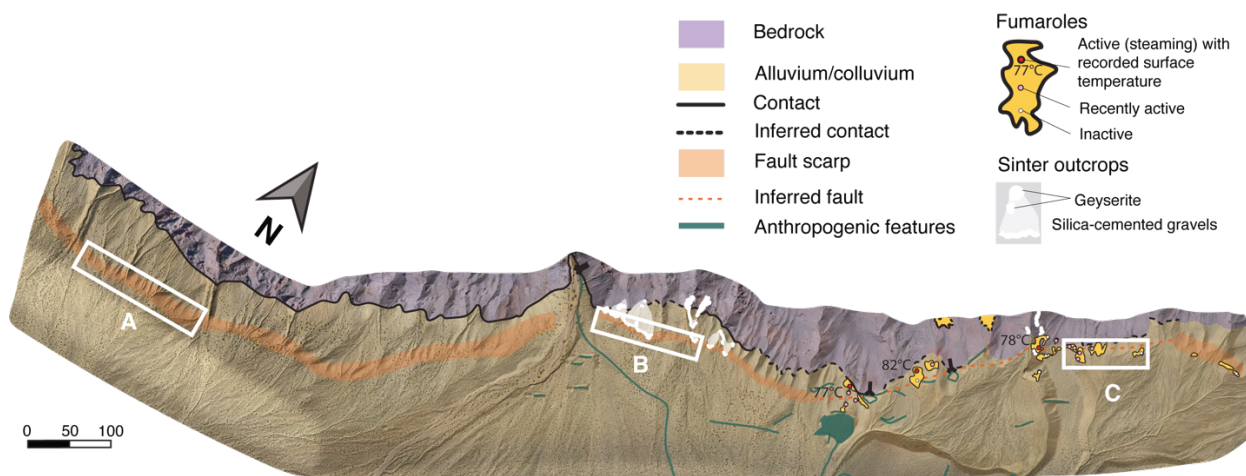 Bedrock
Alluvium/colluvium
Contact
Inferred contact
Fault scarp
Inferred fault
Anthropogenic features
Fumaroles
77°C
Active (steaming) with
recorded surface
temperature
Recently active
Inactive
Sinter outcrops
Geyserite
Silica-cemented gravels
N
A
B
C
77°C
82°C
78°C
0 50 100